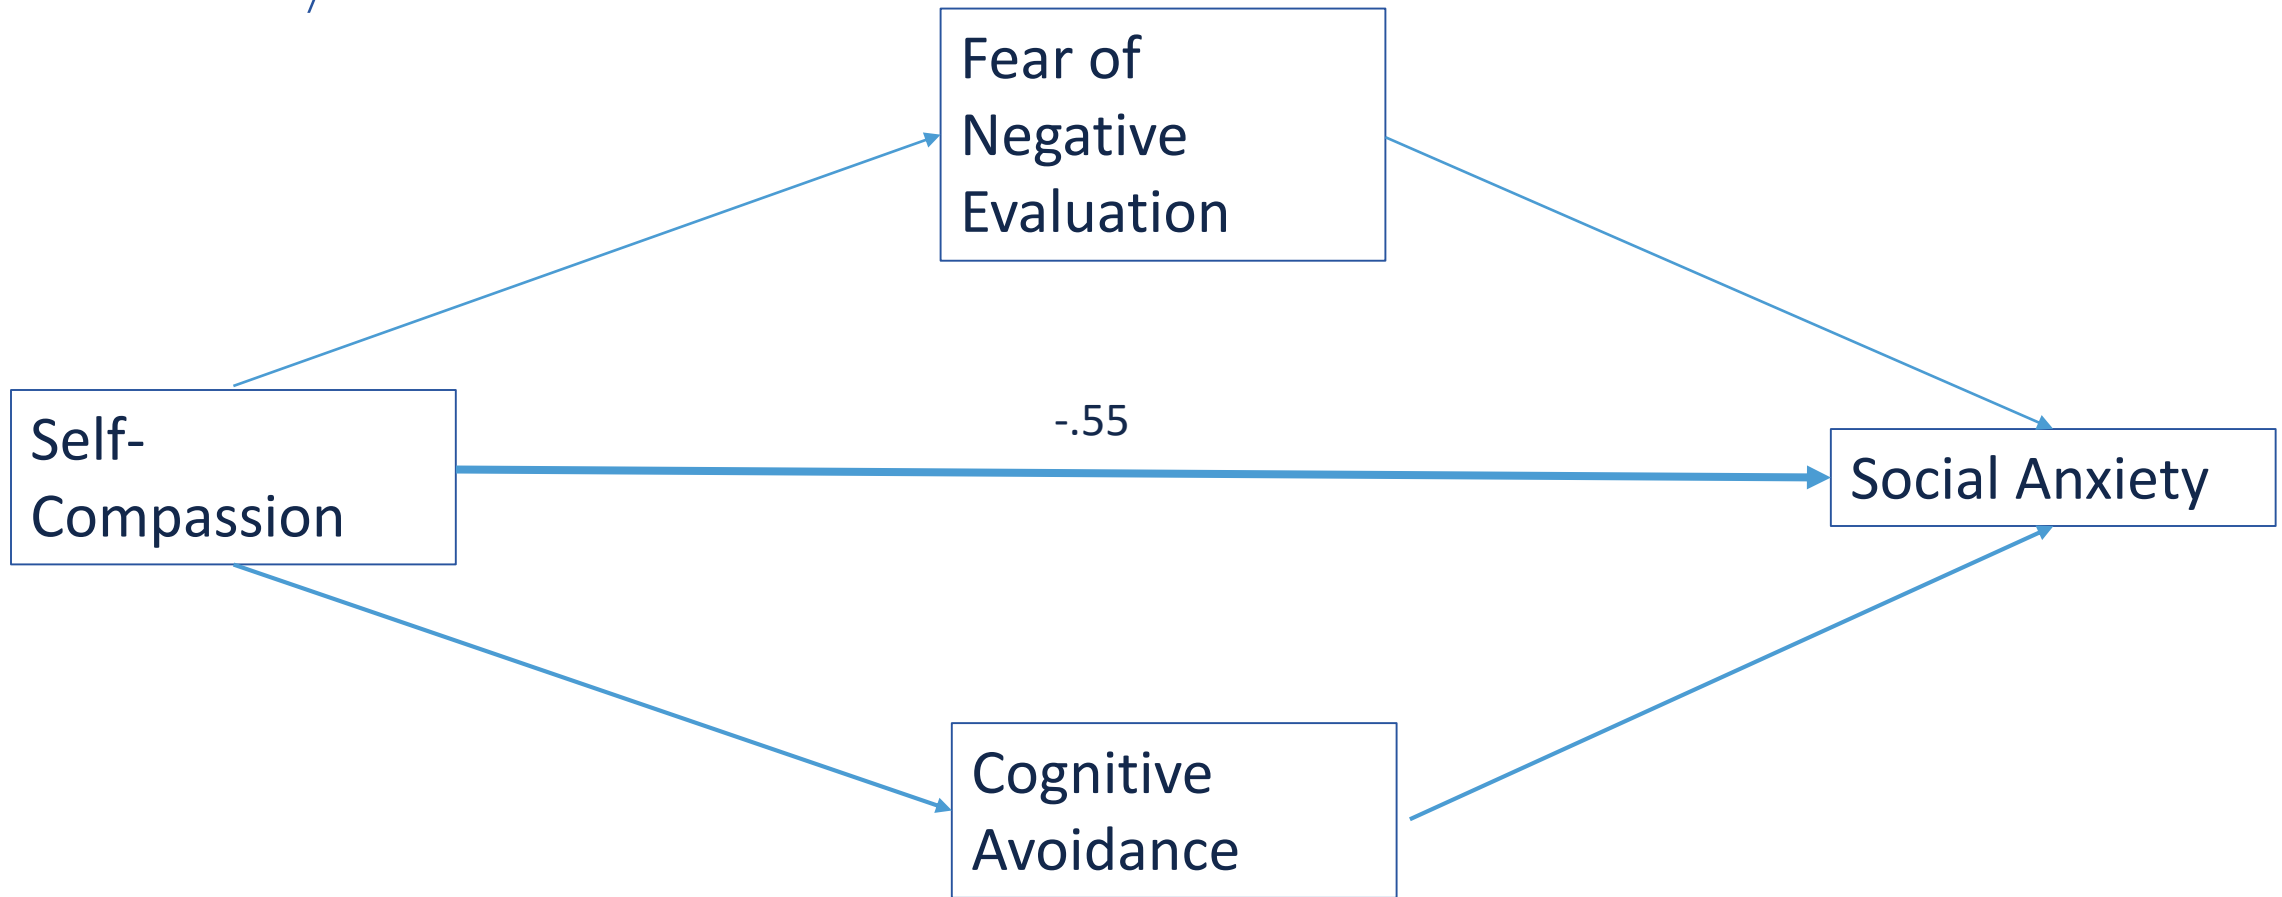 Fear of
Negative
Evaluation
Self-
Compassion
-.55
Social Anxiety
Cognitive
Avoidance